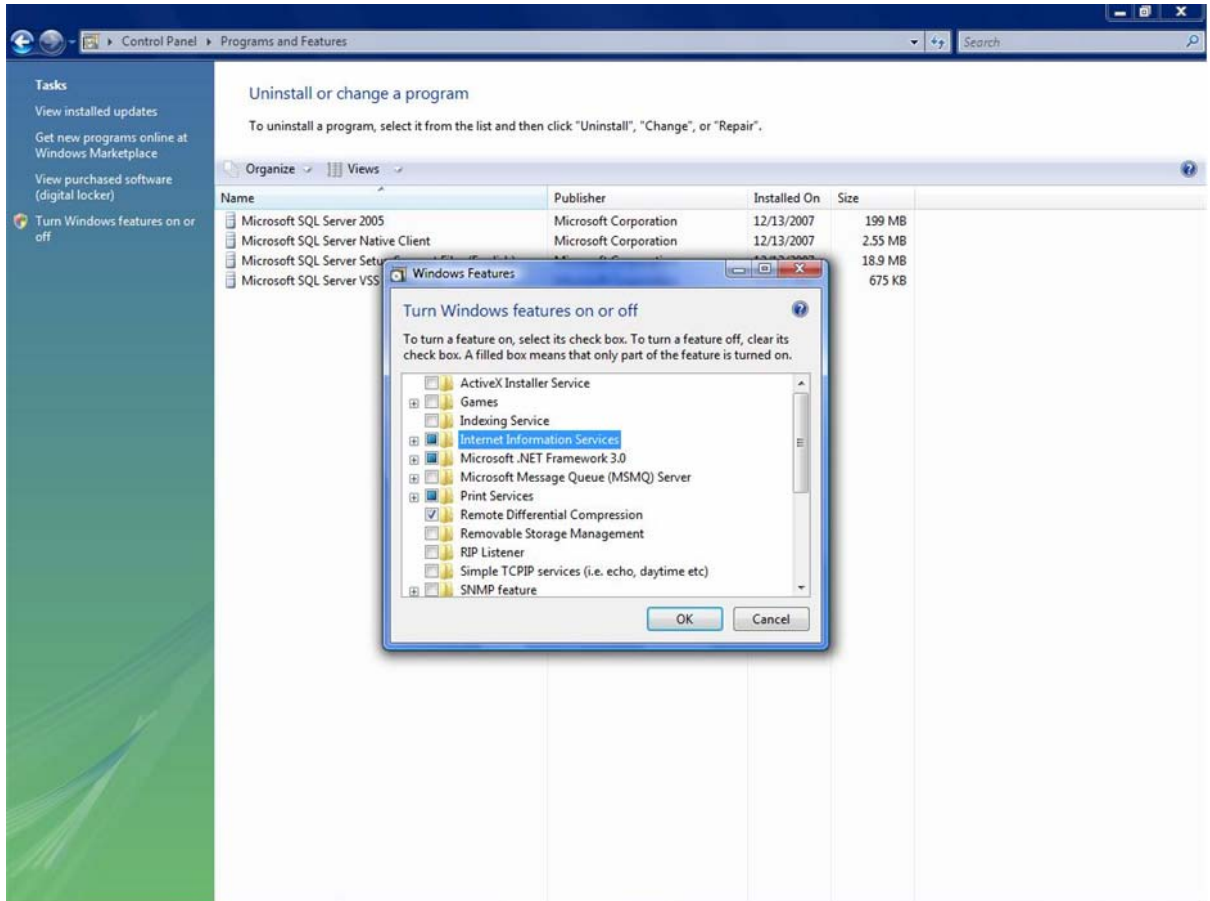 Control Panel Programs and Features
Search
Tasks
View installed updates
Get new programs online at
Windows Marketplace
View purchased software
(digital locker)
Turn Windows features on or
off
Uninstall or change a program
To uninstall a program, select it from the list and then click "Uninstall", "Change", or "Repair".
Organize Views
Name Publisher Installed On Size
Microsoft SQL Server 2005 Microsoft Corporation 12/13/2007 199 MB
Microsoft SQL Server Native Client Microsoft Corporation 12/13/2007 2.55 MB
Microsoft SQL Server 18.9 MB
Microsoft SQL Server VSS 675 KB
Windows Features
Turn Windows features on or off
To turn a feature on, select its check box. To turn a feature off, clear its
check box. A filled box means that only part of the feature is turned on.
ActiveX Installer Service
Games
Indexing Service
Internet Information Services
Microsoft .NET Framework 3.0
Microsoft Message Queue (MSMQ) Server
Print Services
Remote Differential Compression
Removable Storage Management
RIP Listener
Simple TCPIP services (i.e. echo, daytime etc)
SNMP feature
OK Cancel